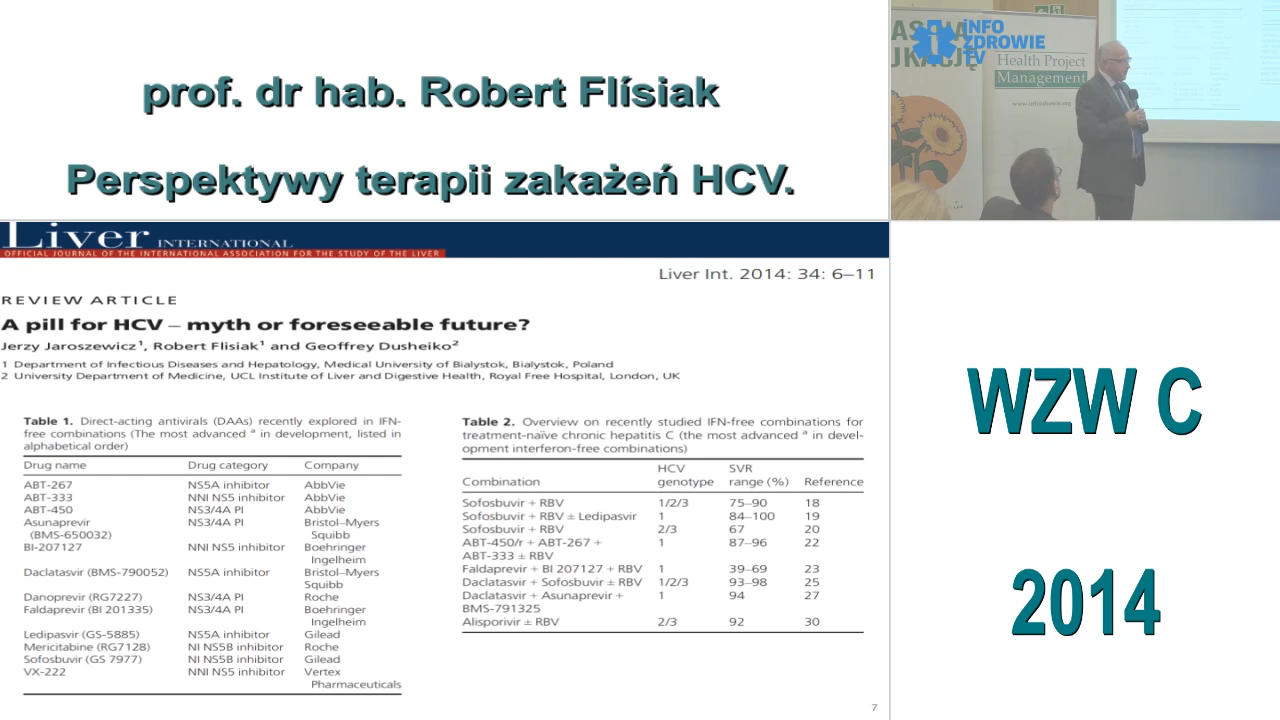 prof. dr hab. Robert Flísiak
Perspektywy terapii zakażeń HCV.
iNFO
ZDROWIE
TV
Health Project
Management
Liver INTERNATIONAL
OFFICIAL JOURNAL OF THE INTERNATIONAL ASSOCIATION FOR THE STUDY OF THE LIVER
Liver Int. 2014: 34: 6–11
REVIEW ARTICLE
A pill for HCV – myth or foreseeable future?
Jerzy Jaroszewicz¹, Robert Flisiak¹ and Geoffrey Dusheiko²
1 Department of Infectious Diseases and Hepatology, Medical University of Bialystok, Bialystok, Poland
2 University Department of Medicine, UCL Institute of Liver and Digestive Health, Royal Free Hospital, London, UK
Table 1. Direct-acting antivirals (DAAs) recently explored in IFN-
free combinations (The most advanced ª in development, listed in
alphabetical order)
Drug name Drug category Company
ABT-267 NS5A inhibitor AbbVie
ABT-333 NNI NS5 inhibitor AbbVie
ABT-450 NS3/4A PI AbbVie
Asunaprevir NS3/4A PI Bristol–Myers
(BMS-650032) Squibb
BI-207127 NNI NS5 inhibitor Boehringer
Ingelheim
Daclatasvir (BMS-790052) NS5A inhibitor Bristol–Myers
Squibb
Danoprevir (RG7227) NS3/4A PI Roche
Faldaprevir (BI 201335) NS3/4A PI Boehringer
Ingelheim
Ledipasvir (GS-5885) NS5A inhibitor Gilead
Mericitabine (RG7128) NI NS5B inhibitor Roche
Sofosbuvir (GS 7977) NI NS5B inhibitor Gilead
VX-222 NNI NS5 inhibitor Vertex
Pharmaceuticals
Table 2. Overview on recently studied IFN-free combinations for
treatment-naïve chronic hepatitis C (the most advanced ª in devel-
opment interferon-free combinations)
HCV SVR
Combination genotype range (%) Reference
Sofosbuvir + RBV 1/2/3 75–90 18
Sofosbuvir + RBV ± Ledipasvir 1 84–100 19
Sofosbuvir + RBV 2/3 67 20
ABT-450/r + ABT-267 + 1 87–96 22
ABT-333 ± RBV
Faldaprevir + BI 207127 + RBV 1 39–69 23
Daclatasvir + Sofosbuvir ± RBV 1/2/3 93–98 25
Daclatasvir + Asunaprevir + 1 94 27
BMS-791325
Alisporivir ± RBV 2/3 92 30
7
WZW C
2014